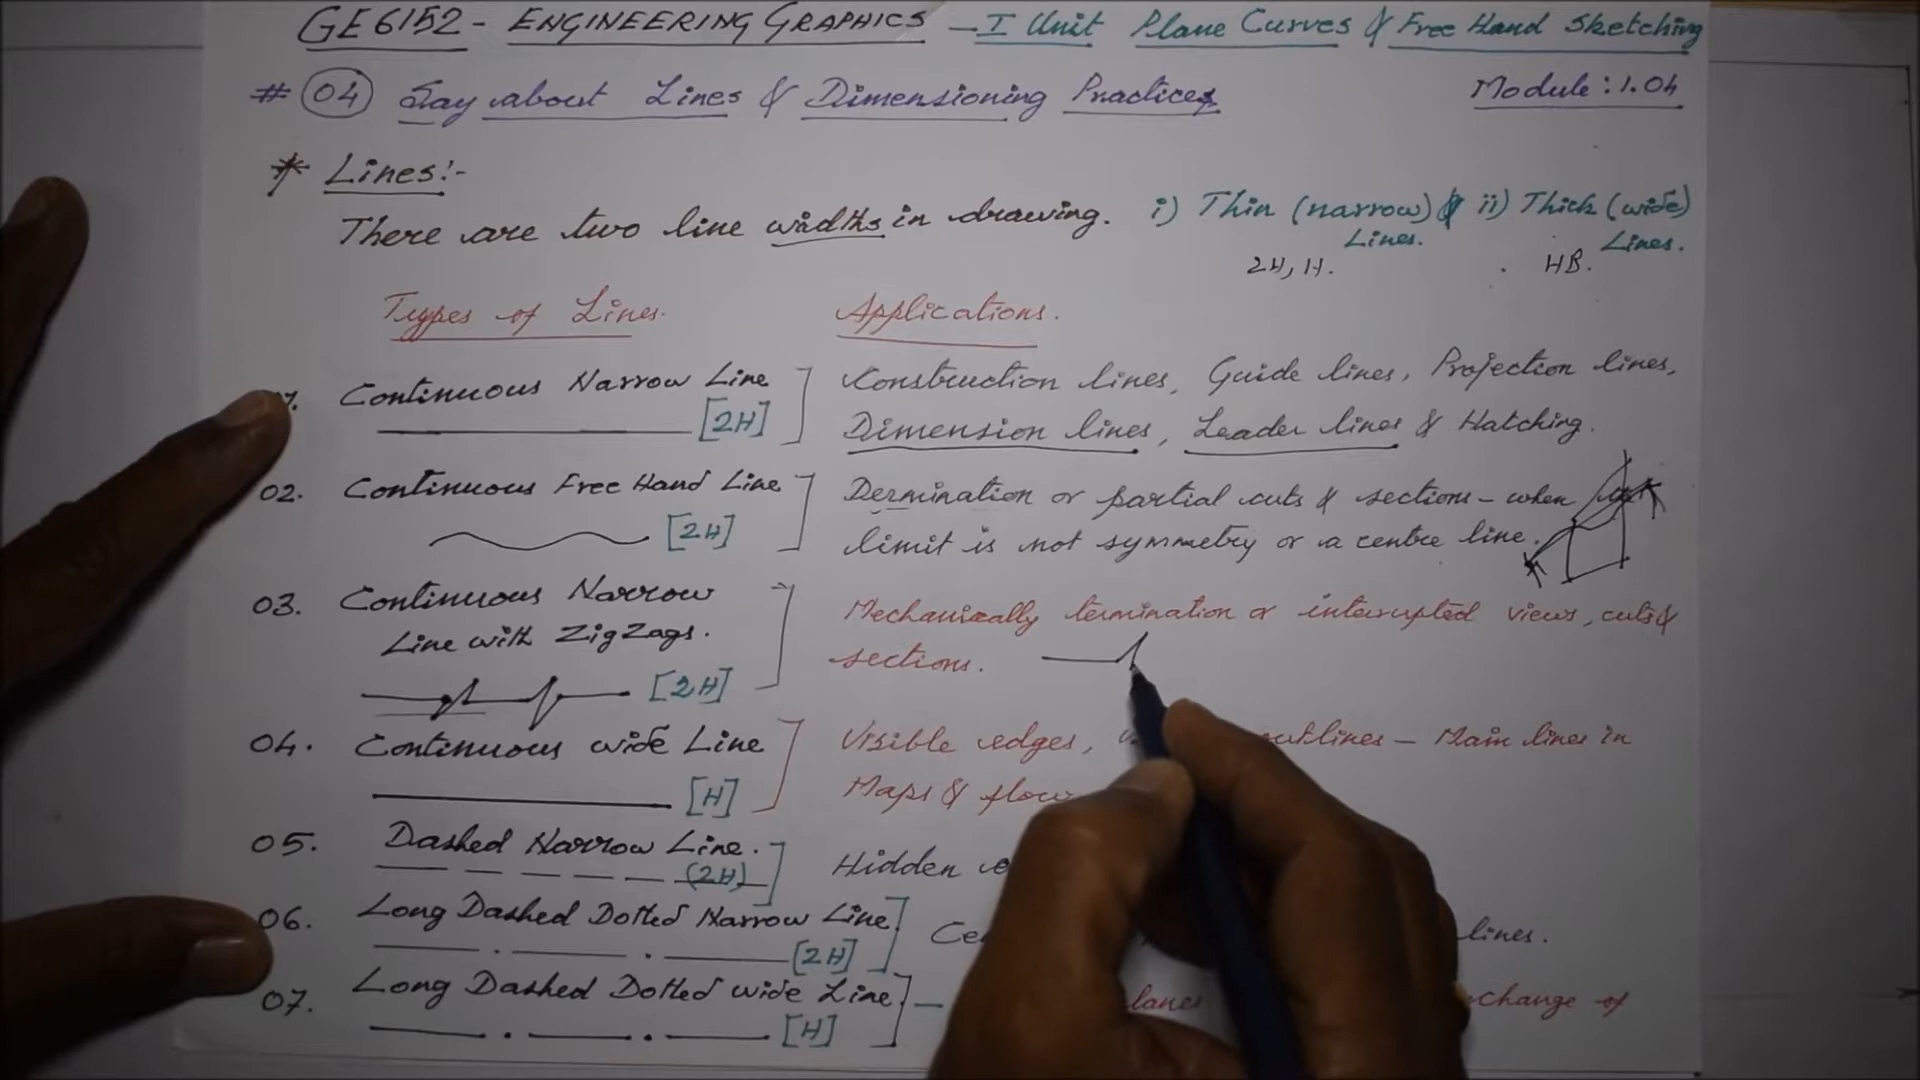 GE6152 - ENGINEERING GRAPHICS - I Unit Plane Curves & Free Hand Sketching
# 04 Say about Lines & Dimensioning Practices Module: 1.04
* Lines:-
There are two line widths in drawing. i) Thin (narrow) & ii) Thick (wide)
Lines. Lines.
2H, H. HB.
Types of Lines. Applications.
Continuous Narrow Line Construction lines, Guide lines, Projection lines,
[2H] Dimension lines, Leader lines & Hatching.
02. Continuous Free Hand Line Dermination or partial cuts & sections - when
[2H] limit is not symmetry or a centre line.
03. Continuous Narrow Mechanically termination or interrupted views, cuts &
Line with ZigZags. sections.
[2H]
04. Continuous wide Line Visible edges, outlines - Main lines in
[H] Maps & flow
05. Dashed Narrow Line. Hidden
(2H)
06. Long Dashed Dotted Narrow Line lines.
[2H]
07. Long Dashed Dotted wide Line - change of
[H]